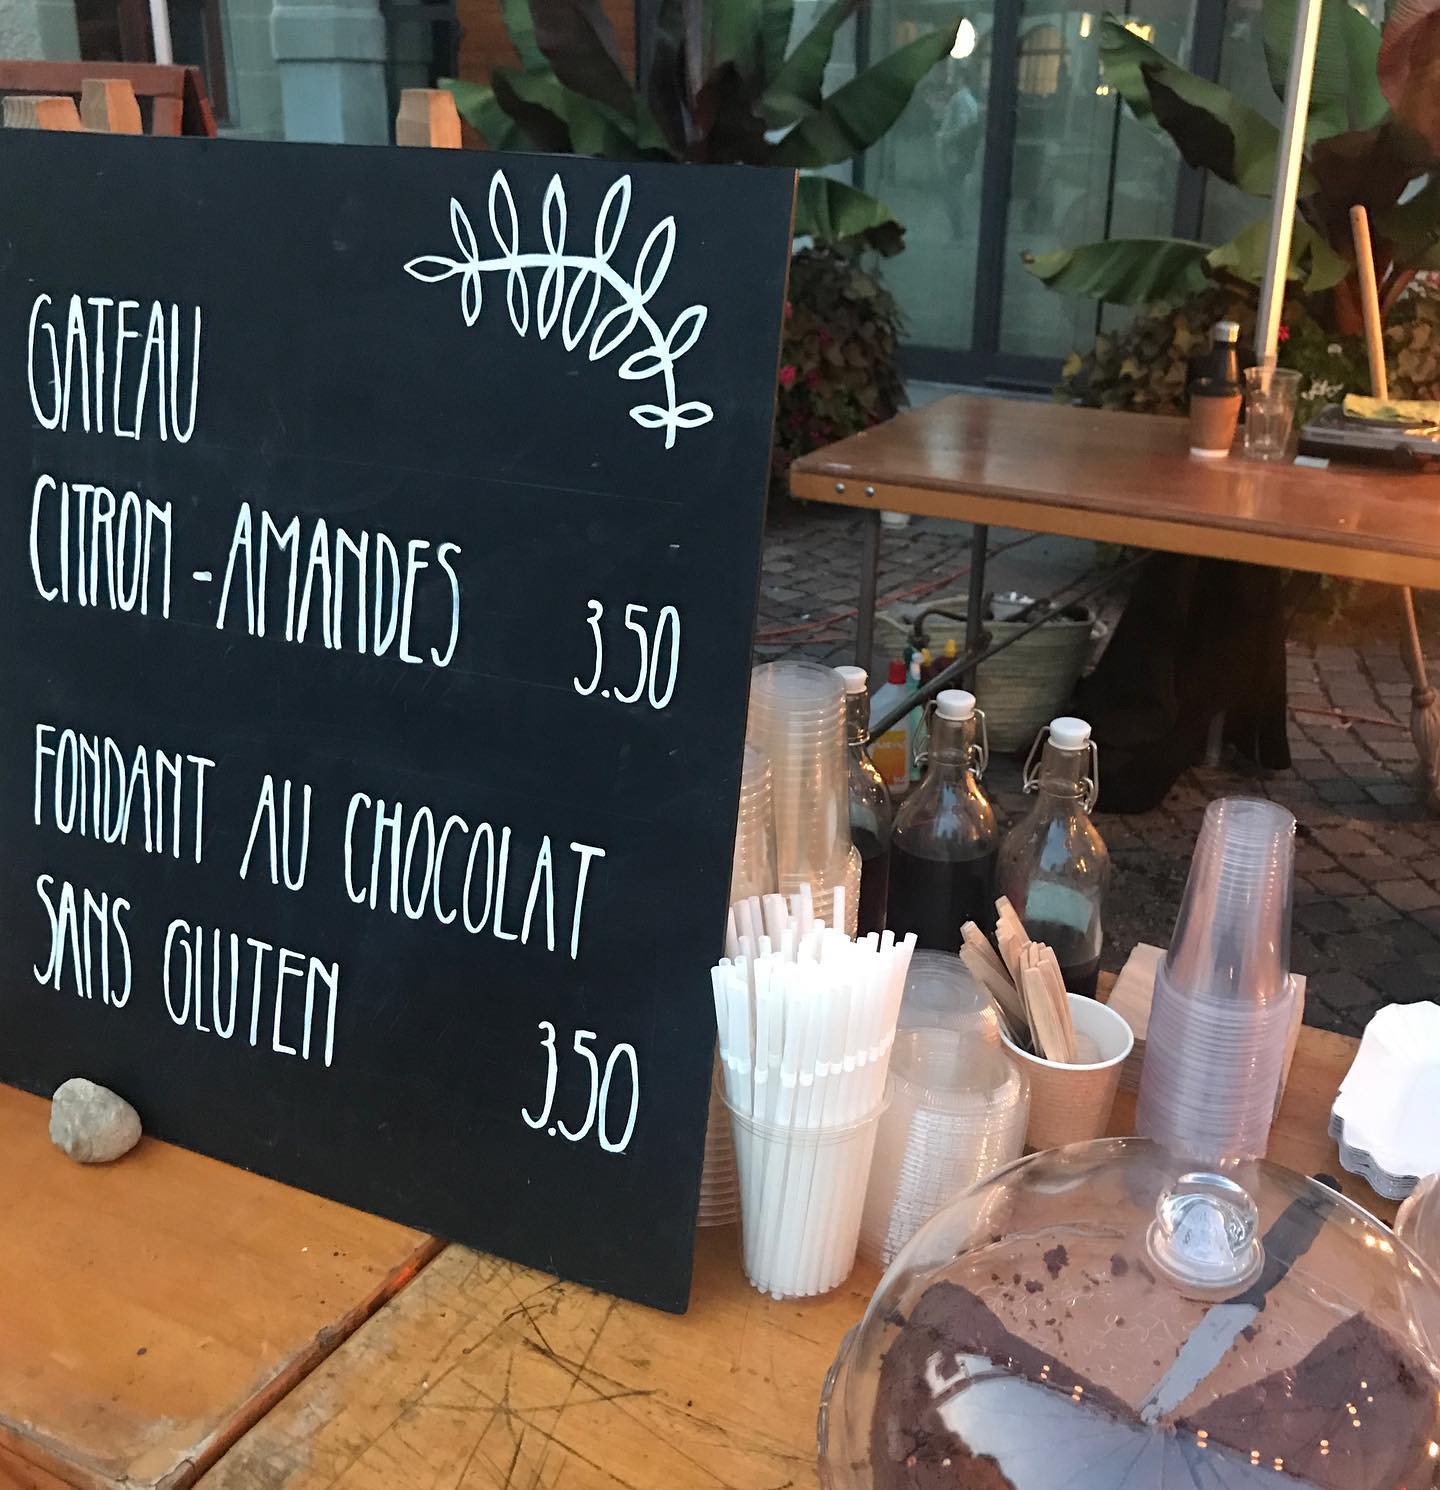 GATEAU
CITRON - AMANDES 3.50
FONDANT AU CHOCOLAT
SANS GLUTEN
3.50